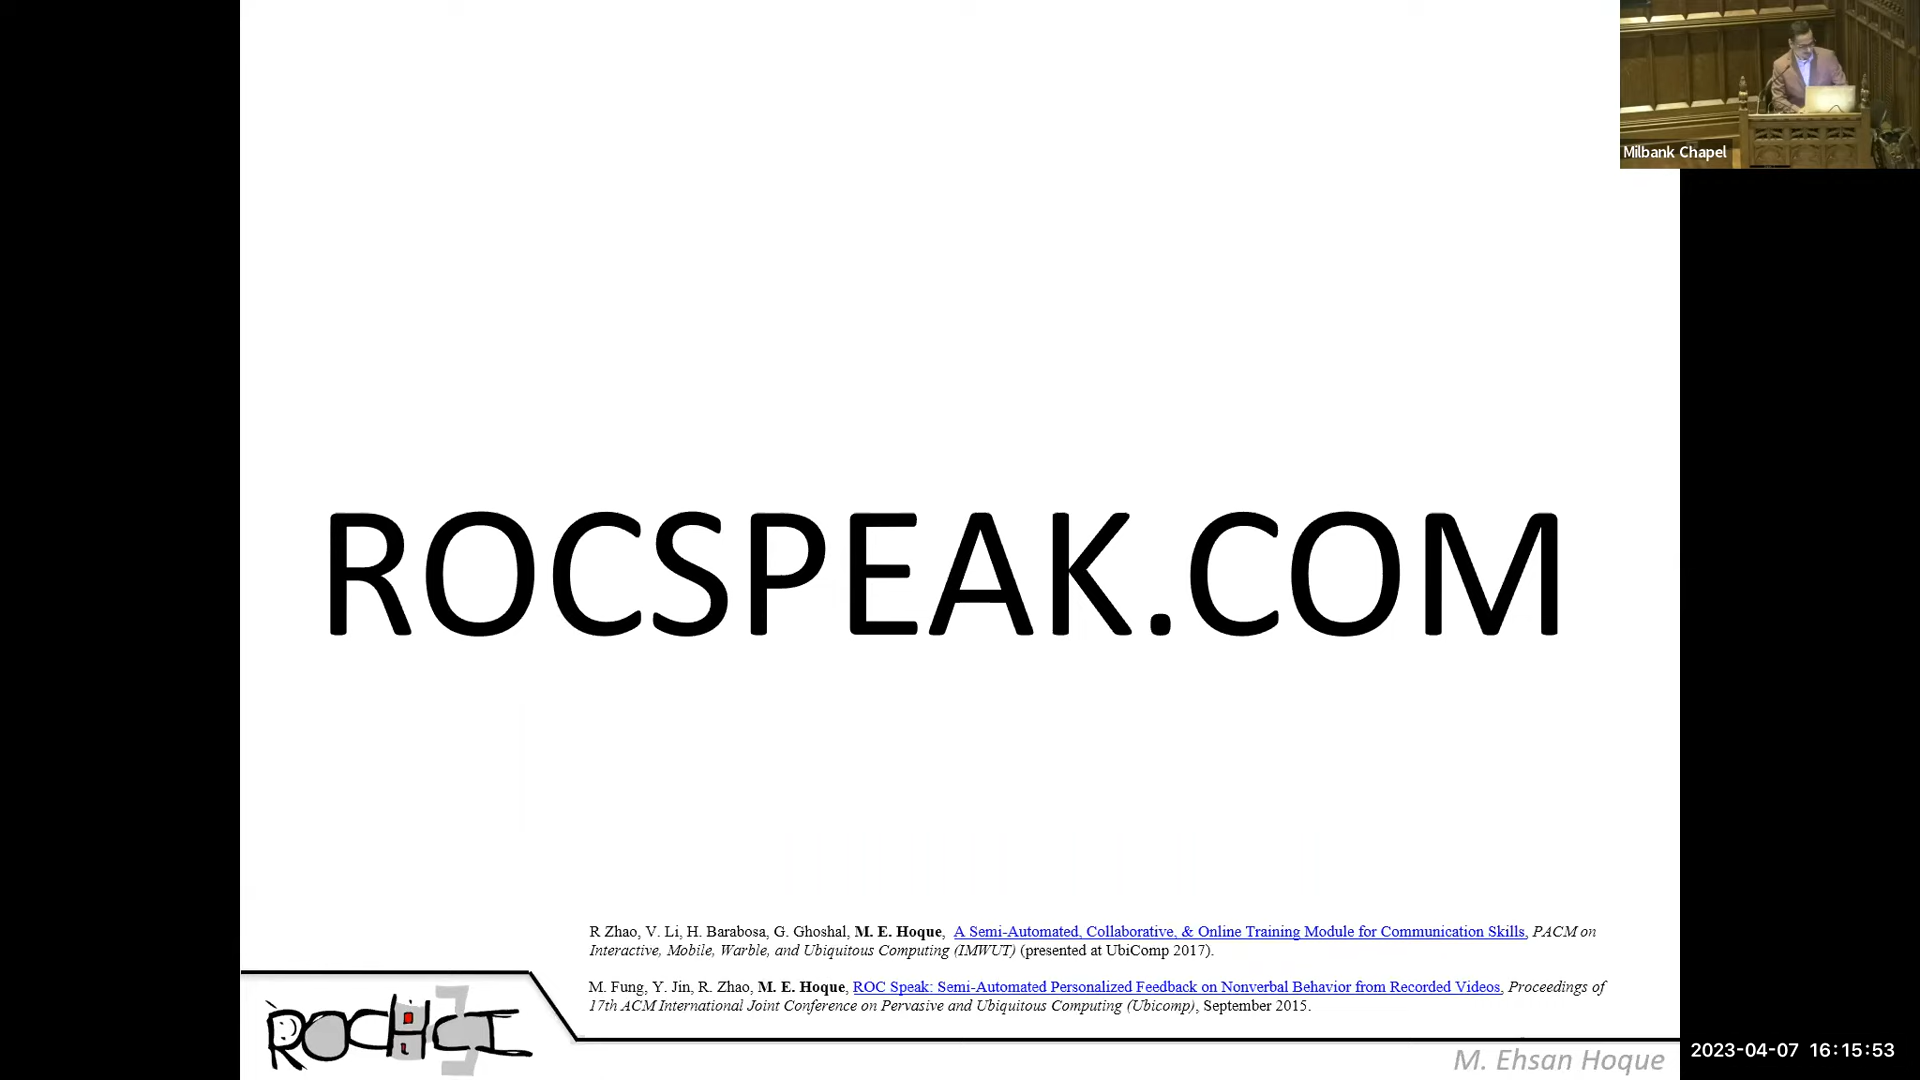 Milbank Chapel
ROCSPEAK.COM
R Zhao, V. Li, H. Barabosa, G. Ghoshal, M. E. Hoque, A Semi-Automated, Collaborative, & Online Training Module for Communication Skills, PACM on
Interactive, Mobile, Warble, and Ubiquitous Computing (IMWUT) (presented at UbiComp 2017).
M. Fung, Y. Jin, R. Zhao, M. E. Hoque, ROC Speak: Semi-Automated Personalized Feedback on Nonverbal Behavior from Recorded Videos, Proceedings of
17th ACM International Joint Conference on Pervasive and Ubiquitous Computing (Ubicomp), September 2015.
ROCHCI
M. Ehsan Hoque
2023-04-07 16:15:53